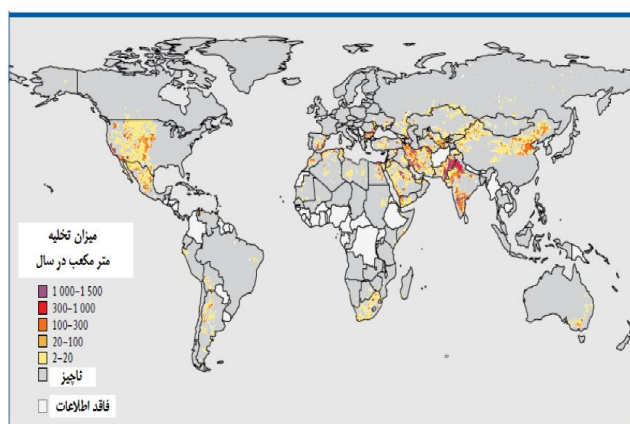 میزان تخلیه
متر مکعب در سال
1 000–1 500
300–1 000
100–300
20–100
2–20
ناچیز
فاقد اطلاعات